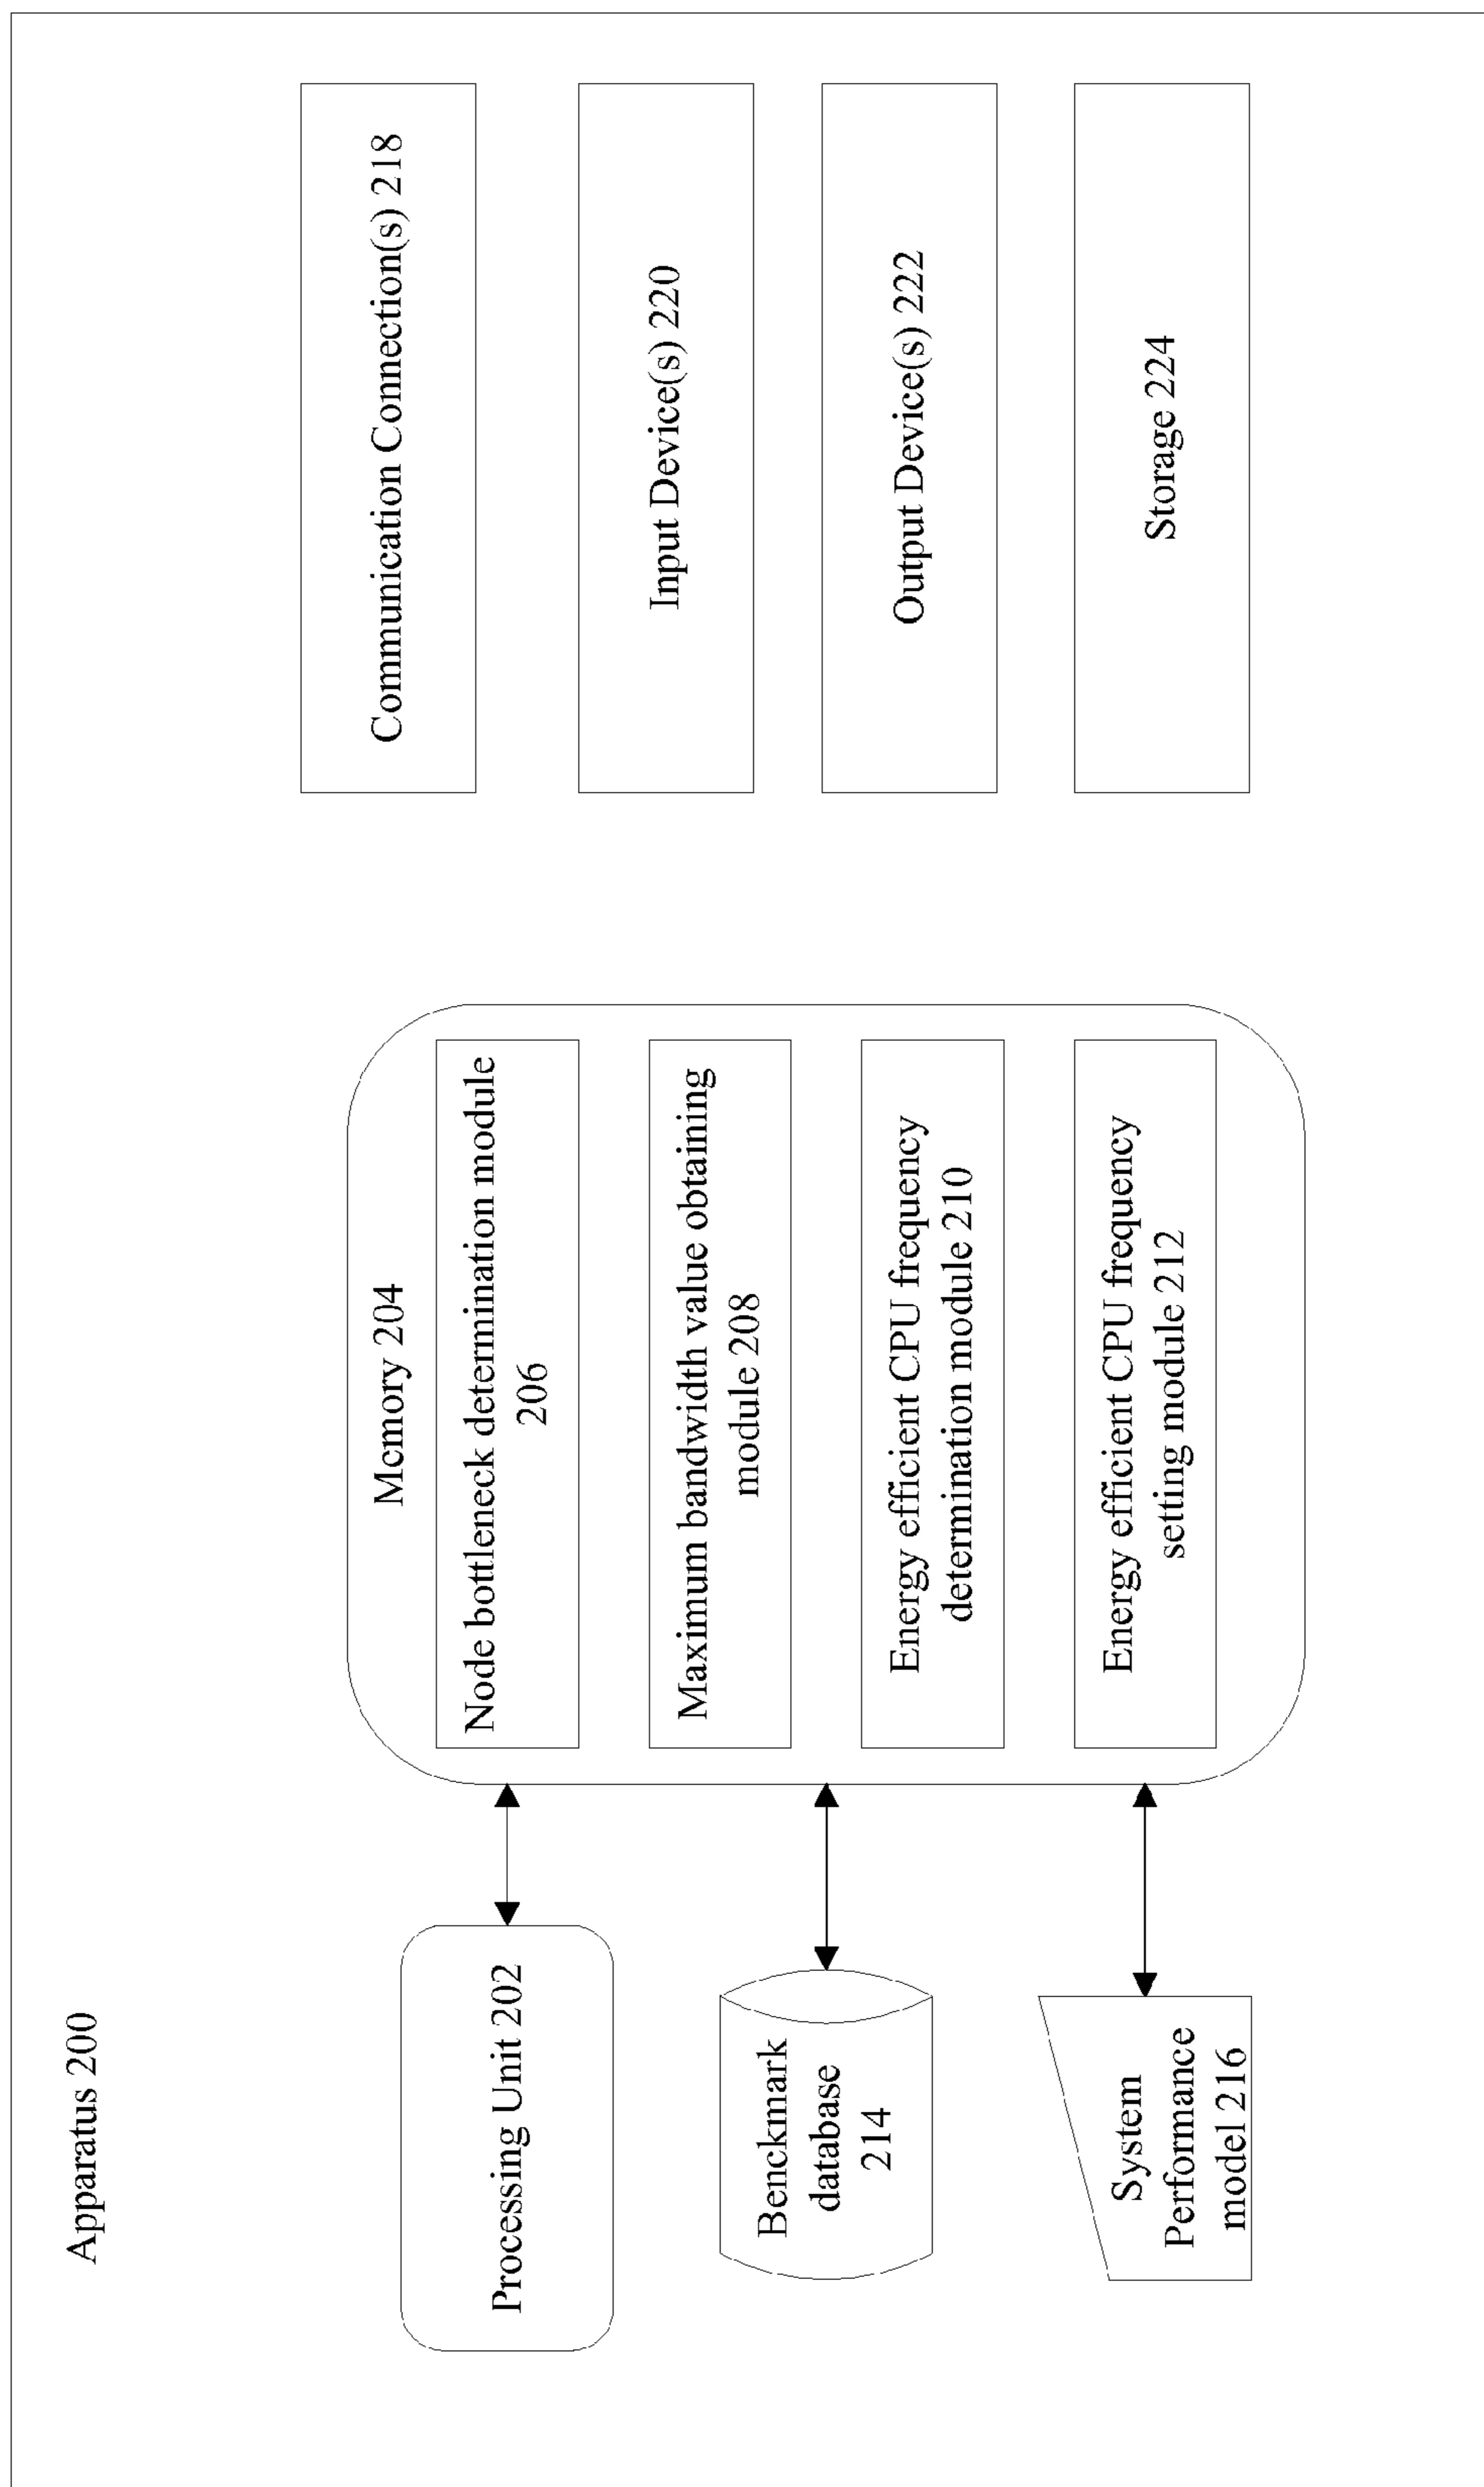 Apparatus 200
Processing Unit 202
Benckmark
database
214
System
Performance
model 216
Memory 204
Node bottleneck determination module
206
Maximum bandwidth value obtaining
module 208
Energy efficient CPU frequency
determination module 210
Energy efficient CPU frequency
setting module 212
Communication Connection(s) 218
Input Device(s) 220
Output Device(s) 222
Storage 224